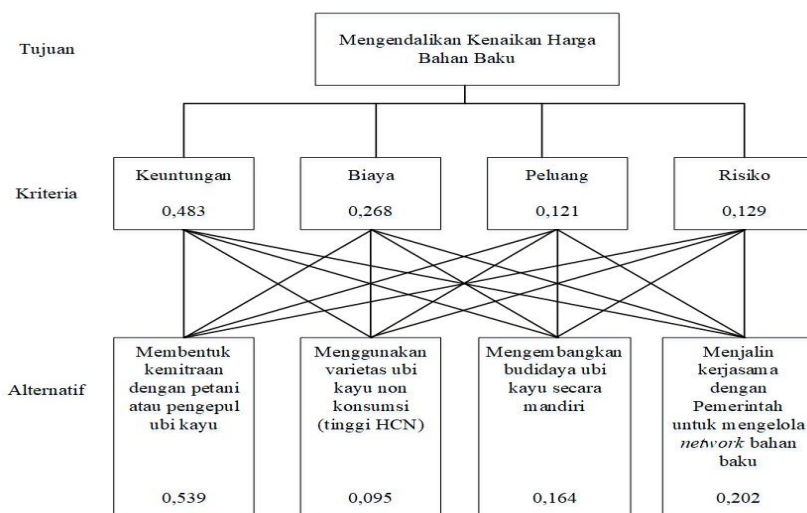 Tujuan
Mengendalikan Kenaikan Harga
Bahan Baku
Kriteria
Keuntungan
0,483
Biaya
0,268
Peluang
0,121
Risiko
0,129
Alternatif
Membentuk
kemitraan
dengan petani
atau pengepul
ubi kayu
0,539
Menggunakan
varietas ubi
kayu non
konsumsi
(tinggi HCN)
0,095
Mengembangkan
budidaya ubi
kayu secara
mandiri
0,164
Menjalin
kerjasama
dengan
Pemerintah
untuk mengelola
network bahan
baku
0,202